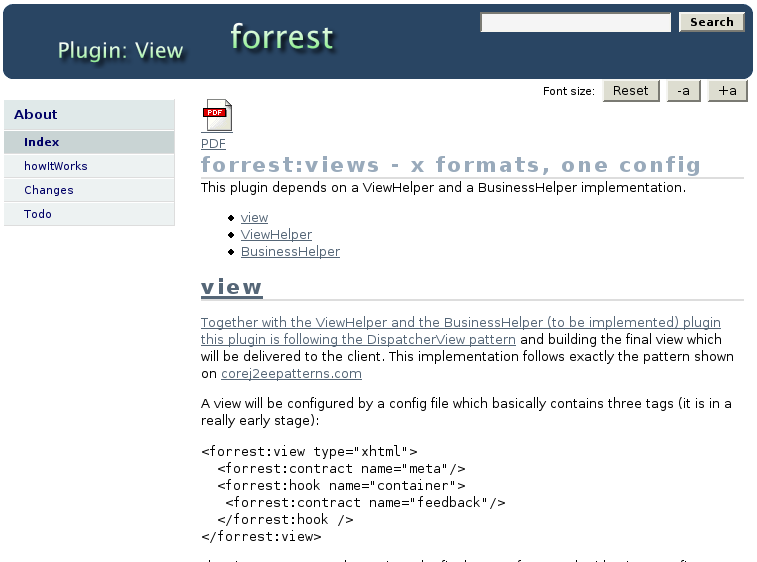 Plugin: View
forrest
Search
Font size: Reset -a +a
About
Index
howItWorks
Changes
Todo
PDF
PDF
forrest:views - x formats, one config
This plugin depends on a ViewHelper and a BusinessHelper implementation.
view
ViewHelper
BusinessHelper
view
Together with the ViewHelper and the BusinessHelper (to be implemented) plugin
this plugin is following the DispatcherView pattern and building the final view which
will be delivered to the client. This implementation follows exactly the pattern shown
on corej2eepatterns.com
A view will be configured by a config file which basically contains three tags (it is in a
really early stage):
<forrest:view type="xhtml">
  <forrest:contract name="meta"/>
  <forrest:hook name="container">
   <forrest:contract name="feedback"/>
  </forrest:hook />
</forrest:view>